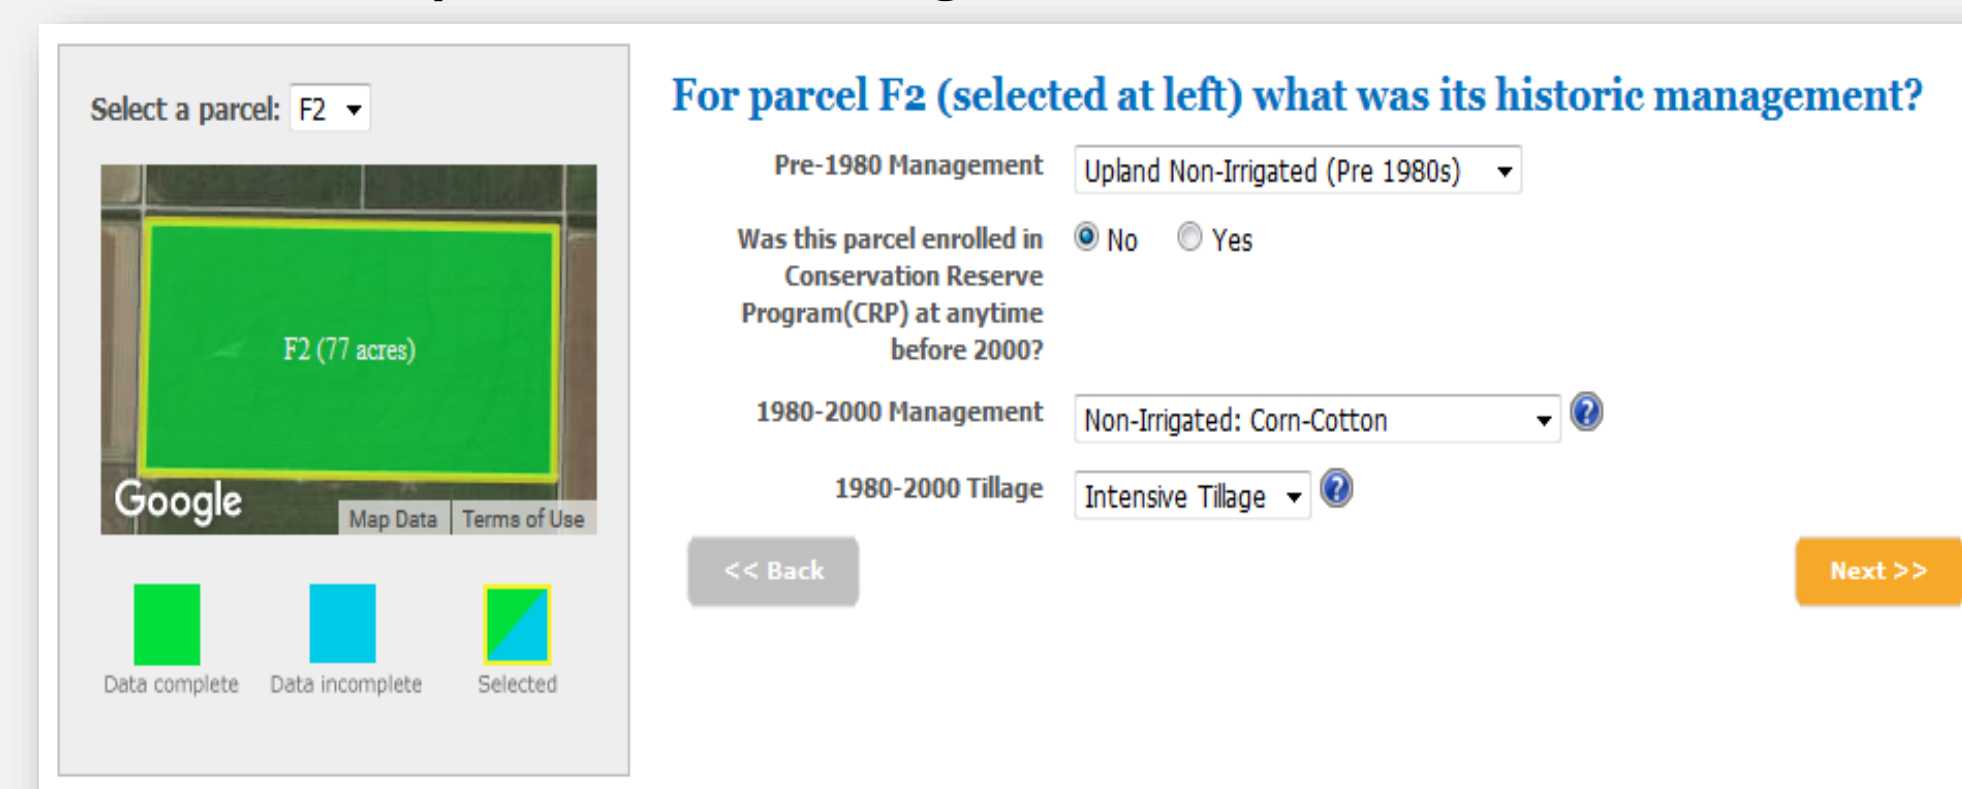 Select a parcel: F2
F2 (77 acres)
Google
Map Data Terms of Use
Data complete Data incomplete Selected
For parcel F2 (selected at left) what was its historic management?
Pre-1980 Management Upland Non-Irrigated (Pre 1980s)
Was this parcel enrolled in No Yes
Conservation Reserve
Program(CRP) at anytime
before 2000?
1980-2000 Management Non-Irrigated: Corn-Cotton ?
1980-2000 Tillage Intensive Tillage ?
<< Back Next >>